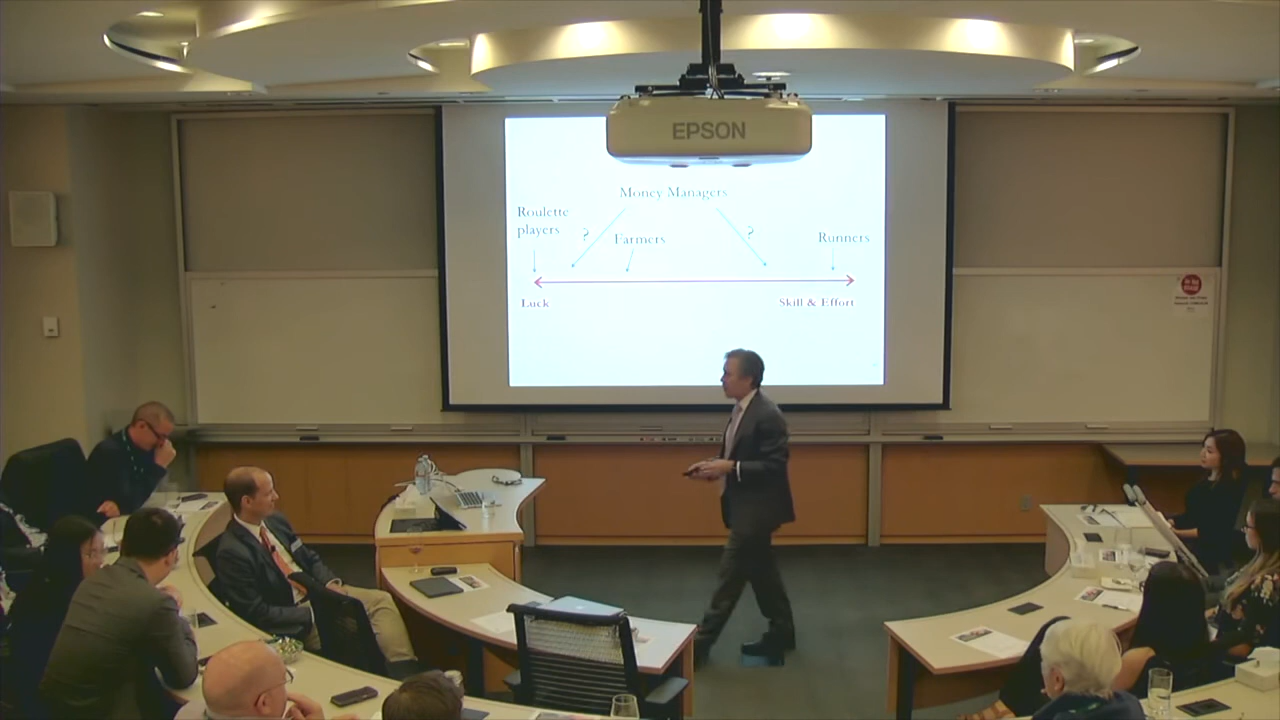 EPSON
Money Managers
Roulette
players
?
Farmers
?
Runners
Luck
Skill & Effort